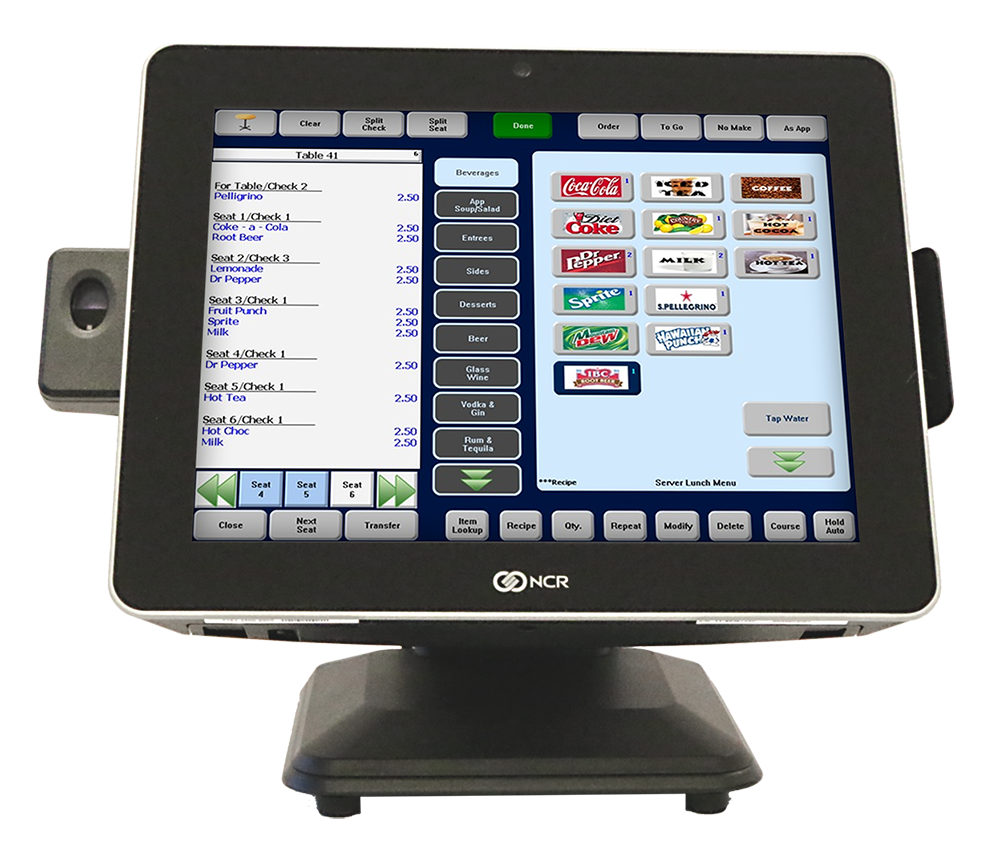 Clear
Split Check
Split Seat
Done
Order
To Go
No Make
As App
Table 41
6
For Table/Check 2
Pelligrino 2.50
Seat 1/Check 1
Coke - a - Cola 2.50
Root Beer 2.50
Seat 2/Check 3
Lemonade 2.50
Dr Pepper 2.50
Seat 3/Check 1
Fruit Punch 2.50
Sprite 2.50
Milk 2.50
Seat 4/Check 1
Dr Pepper 2.50
Seat 5/Check 1
Hot Tea 2.50
Seat 6/Check 1
Hot Choc 2.50
Milk 2.50
Seat 4
Seat 5
Seat 6
Close
Next Seat
Transfer
Beverages
App Soup/Salad
Entrees
Sides
Desserts
Beer
Glass Wine
Vodka & Gin
Rum & Tequila
Coca-Cola 1
ICED TEA
COFFEE
Diet Coke
COUNTRY 1
HOT COCOA 1
Dr Pepper 2
MILK 2
HOT TEA 1
Sprite 1
S.PELLEGRINO 1
Mountain Dew
HAWAIIAN PUNCH 1
IBC ROOT BEER 1
Tap Water
***Recipe
Server Lunch Menu
Item Lookup
Recipe
Qty.
Repeat
Modify
Delete
Course
Hold Auto
NCR